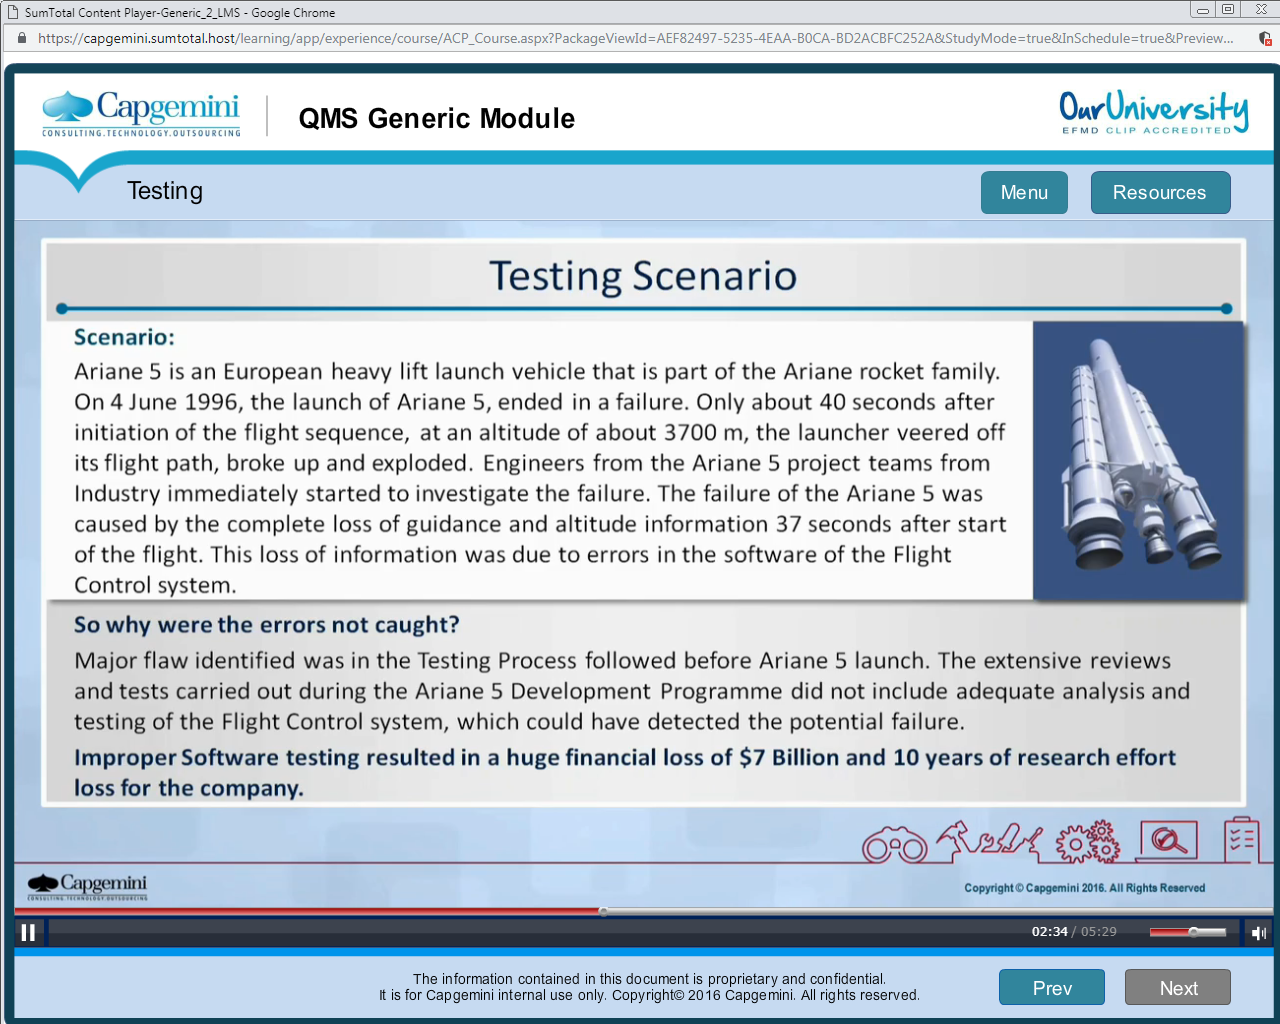 SumTotal Content Player-Generic_2_LMS - Google Chrome
https://capgemini.sumtotal.host/learning/app/experience/course/ACP_Course.aspx?PackageViewId=AEF82497-5235-4EAA-B0CA-BD2ACBFC252A&StudyMode=true&InSchedule=true&Preview...
Capgemini
CONSULTING.TECHNOLOGY.OUTSOURCING
QMS Generic Module
OurUniversity
EFMD CLIP ACCREDITED
Testing
Menu
Resources
Testing Scenario
Scenario:
Ariane 5 is an European heavy lift launch vehicle that is part of the Ariane rocket family.
On 4 June 1996, the launch of Ariane 5, ended in a failure. Only about 40 seconds after
initiation of the flight sequence, at an altitude of about 3700 m, the launcher veered off
its flight path, broke up and exploded. Engineers from the Ariane 5 project teams from
Industry immediately started to investigate the failure. The failure of the Ariane 5 was
caused by the complete loss of guidance and altitude information 37 seconds after start
of the flight. This loss of information was due to errors in the software of the Flight
Control system.
So why were the errors not caught?
Major flaw identified was in the Testing Process followed before Ariane 5 launch. The extensive reviews
and tests carried out during the Ariane 5 Development Programme did not include adequate analysis and
testing of the Flight Control system, which could have detected the potential failure.
Improper Software testing resulted in a huge financial loss of $7 Billion and 10 years of research effort
loss for the company.
Capgemini
CONSULTING.TECHNOLOGY.OUTSOURCING
Copyright © Capgemini 2016. All Rights Reserved
02:34 / 05:29
The information contained in this document is proprietary and confidential.
It is for Capgemini internal use only. Copyright© 2016 Capgemini. All rights reserved.
Prev
Next